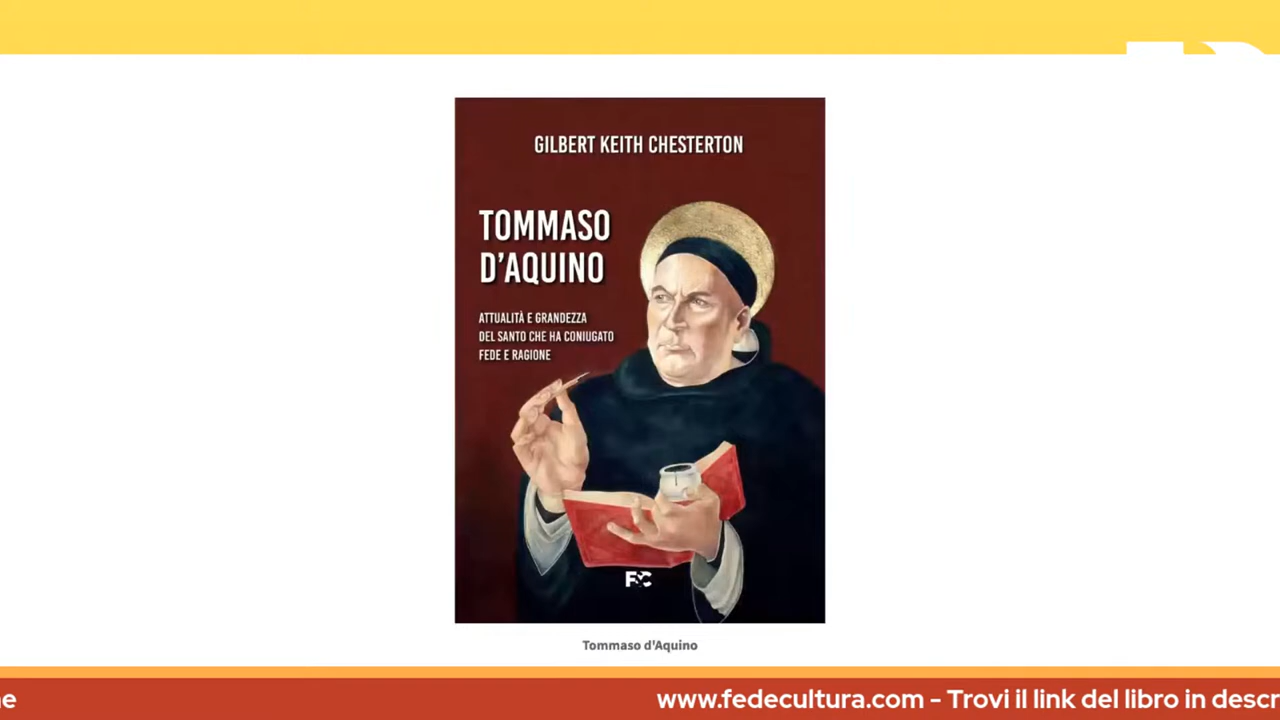 GILBERT KEITH CHESTERTON
TOMMASO
D'AQUINO
ATTUALITÀ E GRANDEZZA
DEL SANTO CHE HA CONIUGATO
FEDE E RAGIONE
F&C
Tommaso d'Aquino
www.fedecultura.com - Trovi il link del libro in descr